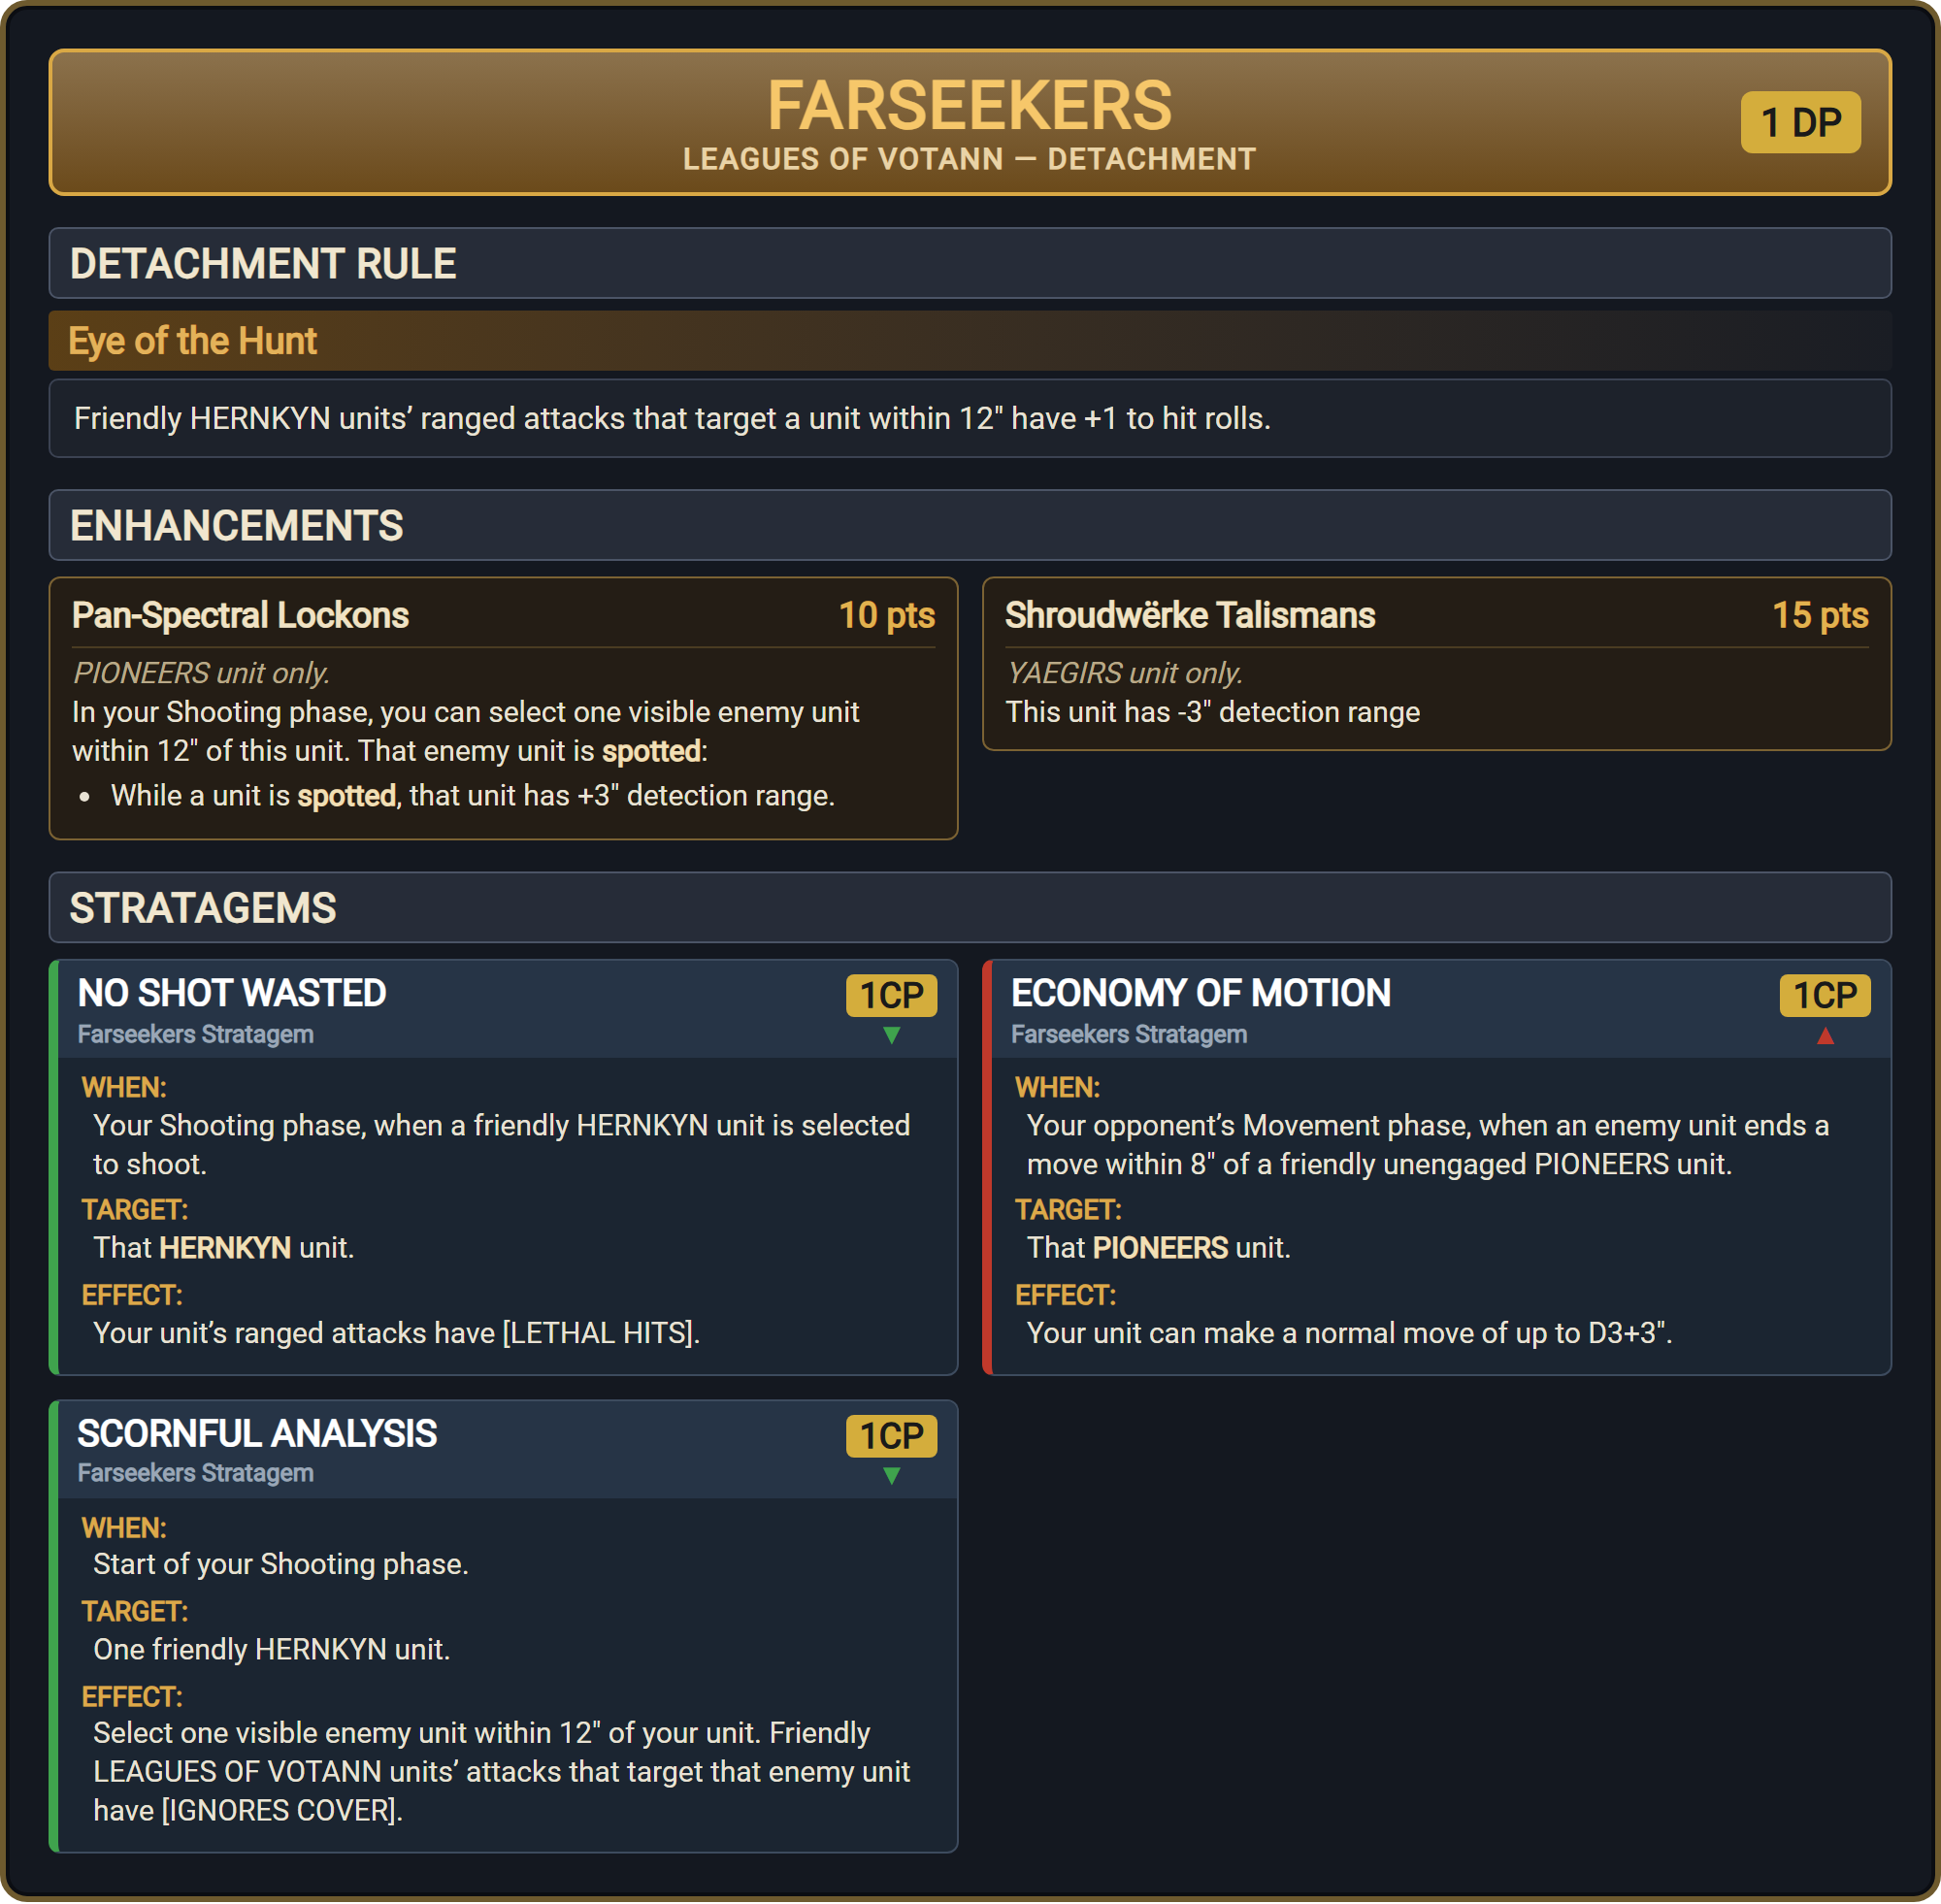 FARSEEKERS
LEAGUES OF VOTANN — DETACHMENT
1 DP
DETACHMENT RULE
Eye of the Hunt
Friendly HERNKYN units’ ranged attacks that target a unit within 12" have +1 to hit rolls.
ENHANCEMENTS
Pan-Spectral Lockons
10 pts
PIONEERS unit only.
In your Shooting phase, you can select one visible enemy unit
within 12" of this unit. That enemy unit is spotted:
• While a unit is spotted, that unit has +3" detection range.
Shroudwërke Talismans
15 pts
YAEGIRS unit only.
This unit has -3" detection range
STRATAGEMS
NO SHOT WASTED
1CP
Farseekers Stratagem
▼
WHEN:
Your Shooting phase, when a friendly HERNKYN unit is selected
to shoot.
TARGET:
That HERNKYN unit.
EFFECT:
Your unit’s ranged attacks have [LETHAL HITS].
ECONOMY OF MOTION
1CP
Farseekers Stratagem
▲
WHEN:
Your opponent’s Movement phase, when an enemy unit ends a
move within 8" of a friendly unengaged PIONEERS unit.
TARGET:
That PIONEERS unit.
EFFECT:
Your unit can make a normal move of up to D3+3".
SCORNFUL ANALYSIS
1CP
Farseekers Stratagem
▼
WHEN:
Start of your Shooting phase.
TARGET:
One friendly HERNKYN unit.
EFFECT:
Select one visible enemy unit within 12" of your unit. Friendly
LEAGUES OF VOTANN units’ attacks that target that enemy unit
have [IGNORES COVER].